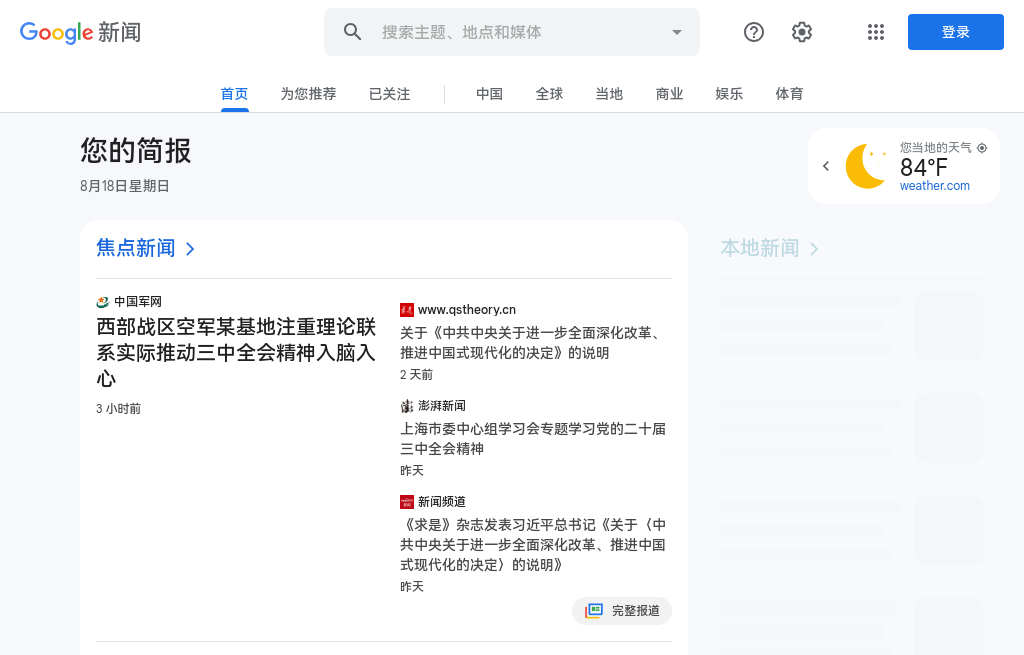 Google 新闻
搜索主题、地点和媒体
登录
首页
为您推荐
已关注
中国
全球
当地
商业
娱乐
体育
您的简报
8月18日星期日
您当地的天气
84°F
weather.com
焦点新闻
本地新闻
中国军网
西部战区空军某基地注重理论联
系实际推动三中全会精神入脑入
心
3 小时前
www.qstheory.cn
关于《中共中央关于进一步全面深化改革、
推进中国式现代化的决定》的说明
2 天前
澎湃新闻
上海市委中心组学习会专题学习党的二十届
三中全会精神
昨天
新闻频道
《求是》杂志发表习近平总书记《关于〈中
共中央关于进一步全面深化改革、推进中国
式现代化的决定〉的说明》
昨天
完整报道